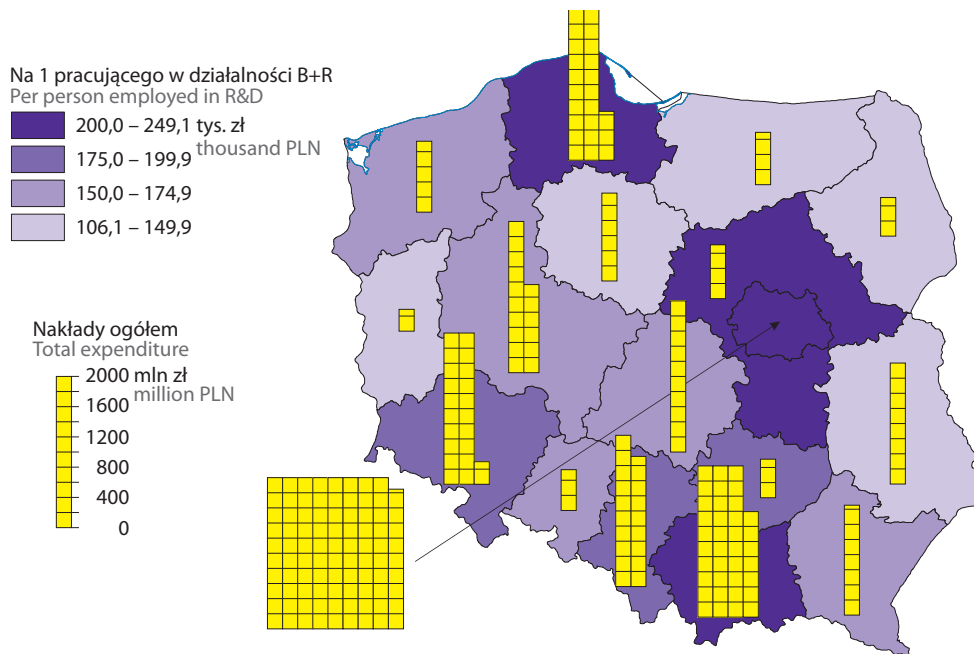 Na 1 pracującego w działalności B+R
Per person employed in R&D
200,0 – 249,1 tys. zł
thousand PLN
175,0 – 199,9
150,0 – 174,9
106,1 – 149,9
Nakłady ogółem
Total expenditure
2000 mln zł
million PLN
1600
1200
800
400
0